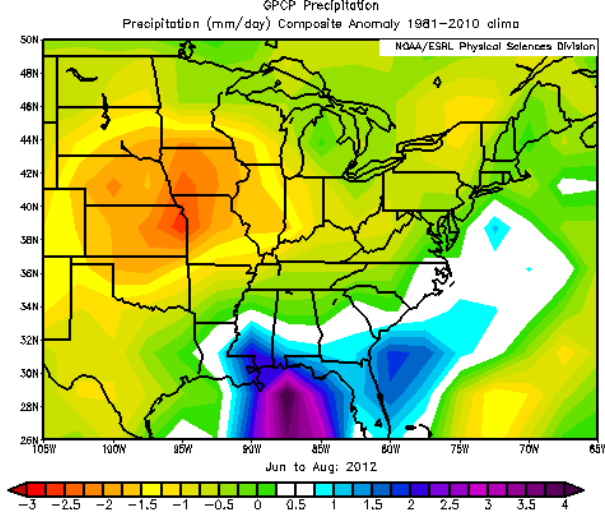 GPCP Precipitation
Precipitation (mm/day) Composite Anomaly 1981-2010 clima
NOAA/ESRL Physical Sciences Division
50N
48N
46N
44N
42N
40N
38N
36N
34N
32N
30N
28N
26N
105W 100W 95W 90W 85W 80W 75W 70W 65W
Jun to Aug: 2012
-3 -2.5 -2 -1.5 -1 -0.5 0 0.5 1 1.5 2 2.5 3 3.5 4